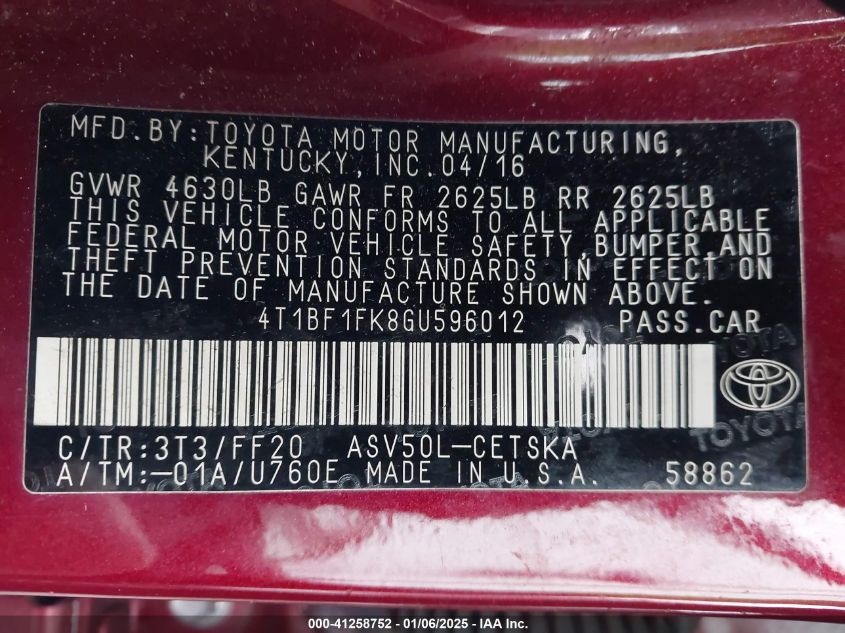 MFD.BY:TOYOTA MOTOR MANUFACTURING,
KENTUCKY,INC.04/16
GVWR 4630LB GAWR FR 2625LB RR 2625LB
THIS VEHICLE CONFORMS TO ALL APPLICABLE
FEDERAL MOTOR VEHICLE SAFETY,BUMPER,AND
THEFT PREVENTION STANDARDS IN EFFECT ON
THE DATE OF MANUFACTURE SHOWN ABOVE.
4T1BF1FK8GU596012 PASS.CAR
TOYOTA
C/TR:3T3/FF20 ASV50L-CETSKA
A/TM:-01A/U760E MADE IN U.S.A. 58862
000-41258752 - 01/06/2025 - IAA Inc.